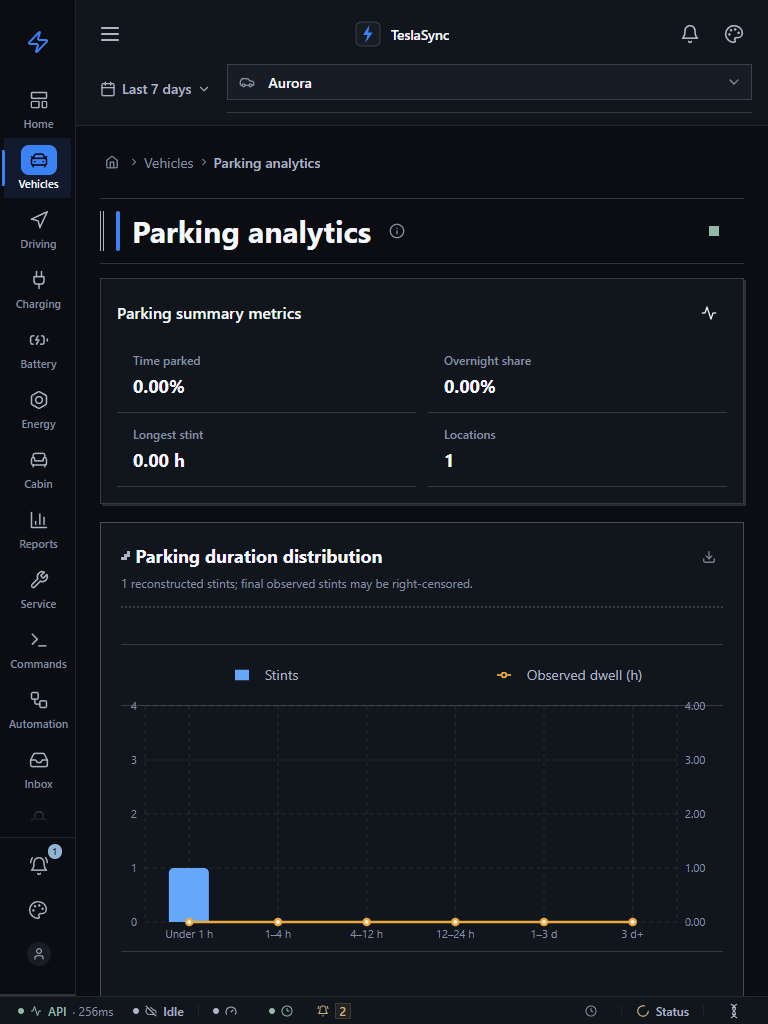 TeslaSync
Last 7 days
Aurora
Home
Vehicles
Driving
Charging
Battery
Energy
Cabin
Reports
Service
Commands
Automation
Inbox
1
Vehicles
Parking analytics
Parking analytics
Parking summary metrics
Time parked
0.00%
Overnight share
0.00%
Longest stint
0.00 h
Locations
1
Parking duration distribution
1 reconstructed stints; final observed stints may be right-censored.
Stints
Observed dwell (h)
4
3
2
1
0
4.00
3.00
2.00
1.00
0.00
Under 1 h
1–4 h
4–12 h
12–24 h
1–3 d
3 d+
API · 256ms
Idle
2
Status